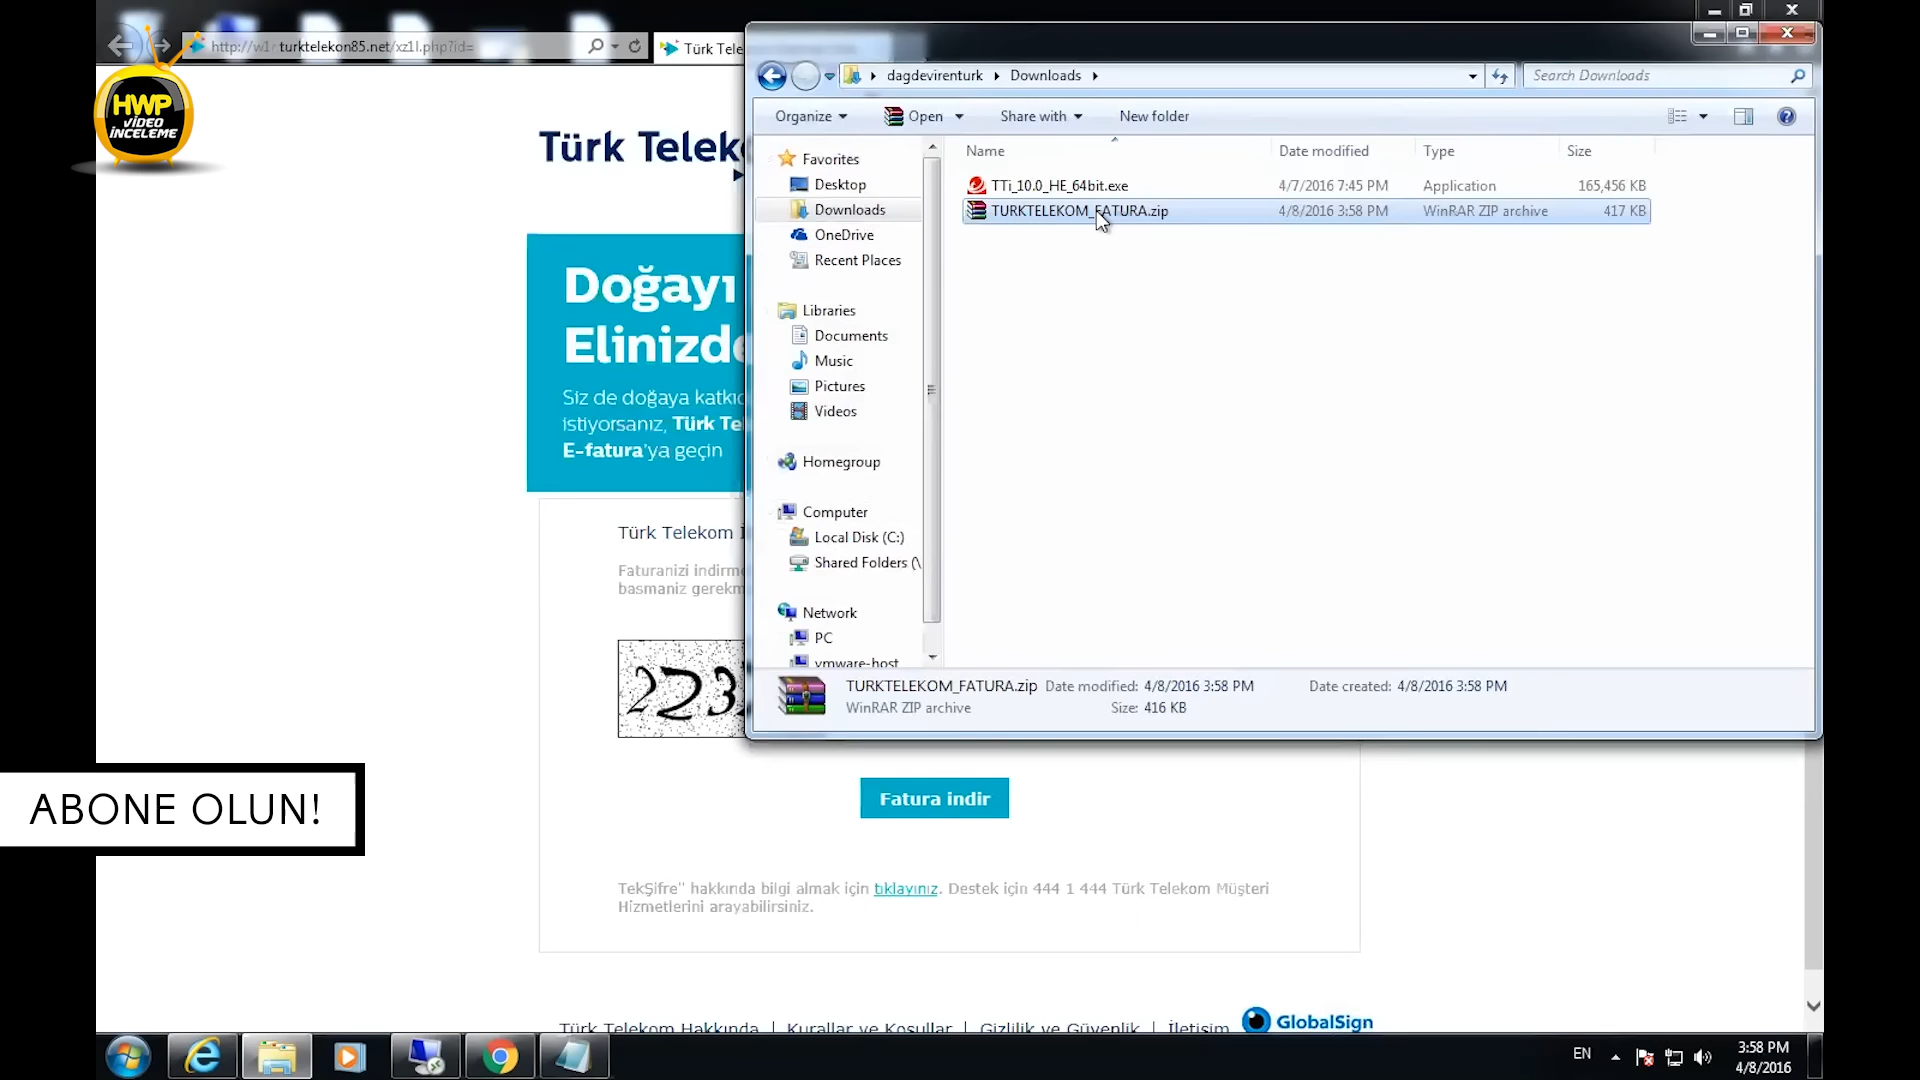 http://w1r.turktelekon85.net/xz1l.php?id=
Türk Tele
HWP
VİDEO
İNCELEME
Türk Teleko
Doğayı
Elinizde
Siz de doğaya katkıd
istiyorsanız, Türk Te
E-fatura'ya geçin
Türk Telekom İ
Faturanizi indirme
basmaniz gerekm
223
Fatura indir
TekŞifre" hakkında bilgi almak için tıklayınız. Destek için 444 1 444 Türk Telekom Müşteri
Hizmetlerini arayabilirsiniz.
Türk Telekom Hakkında | Kurallar ve Koşullar | Gizlilik ve Güvenlik | İletişim
GlobalSign
ABONE OLUN!
dagdevirenturk
Downloads
Search Downloads
Organize
Open
Share with
New folder
Name
Date modified
Type
Size
TTi_10.0_HE_64bit.exe
4/7/2016 7:45 PM
Application
165,456 KB
TURKTELEKOM_FATURA.zip
4/8/2016 3:58 PM
WinRAR ZIP archive
417 KB
Favorites
Desktop
Downloads
OneDrive
Recent Places
Libraries
Documents
Music
Pictures
Videos
Homegroup
Computer
Local Disk (C:)
Shared Folders (\
Network
PC
vmware-host
TURKTELEKOM_FATURA.zip
Date modified: 4/8/2016 3:58 PM
Date created: 4/8/2016 3:58 PM
WinRAR ZIP archive
Size: 416 KB
EN
3:58 PM
4/8/2016